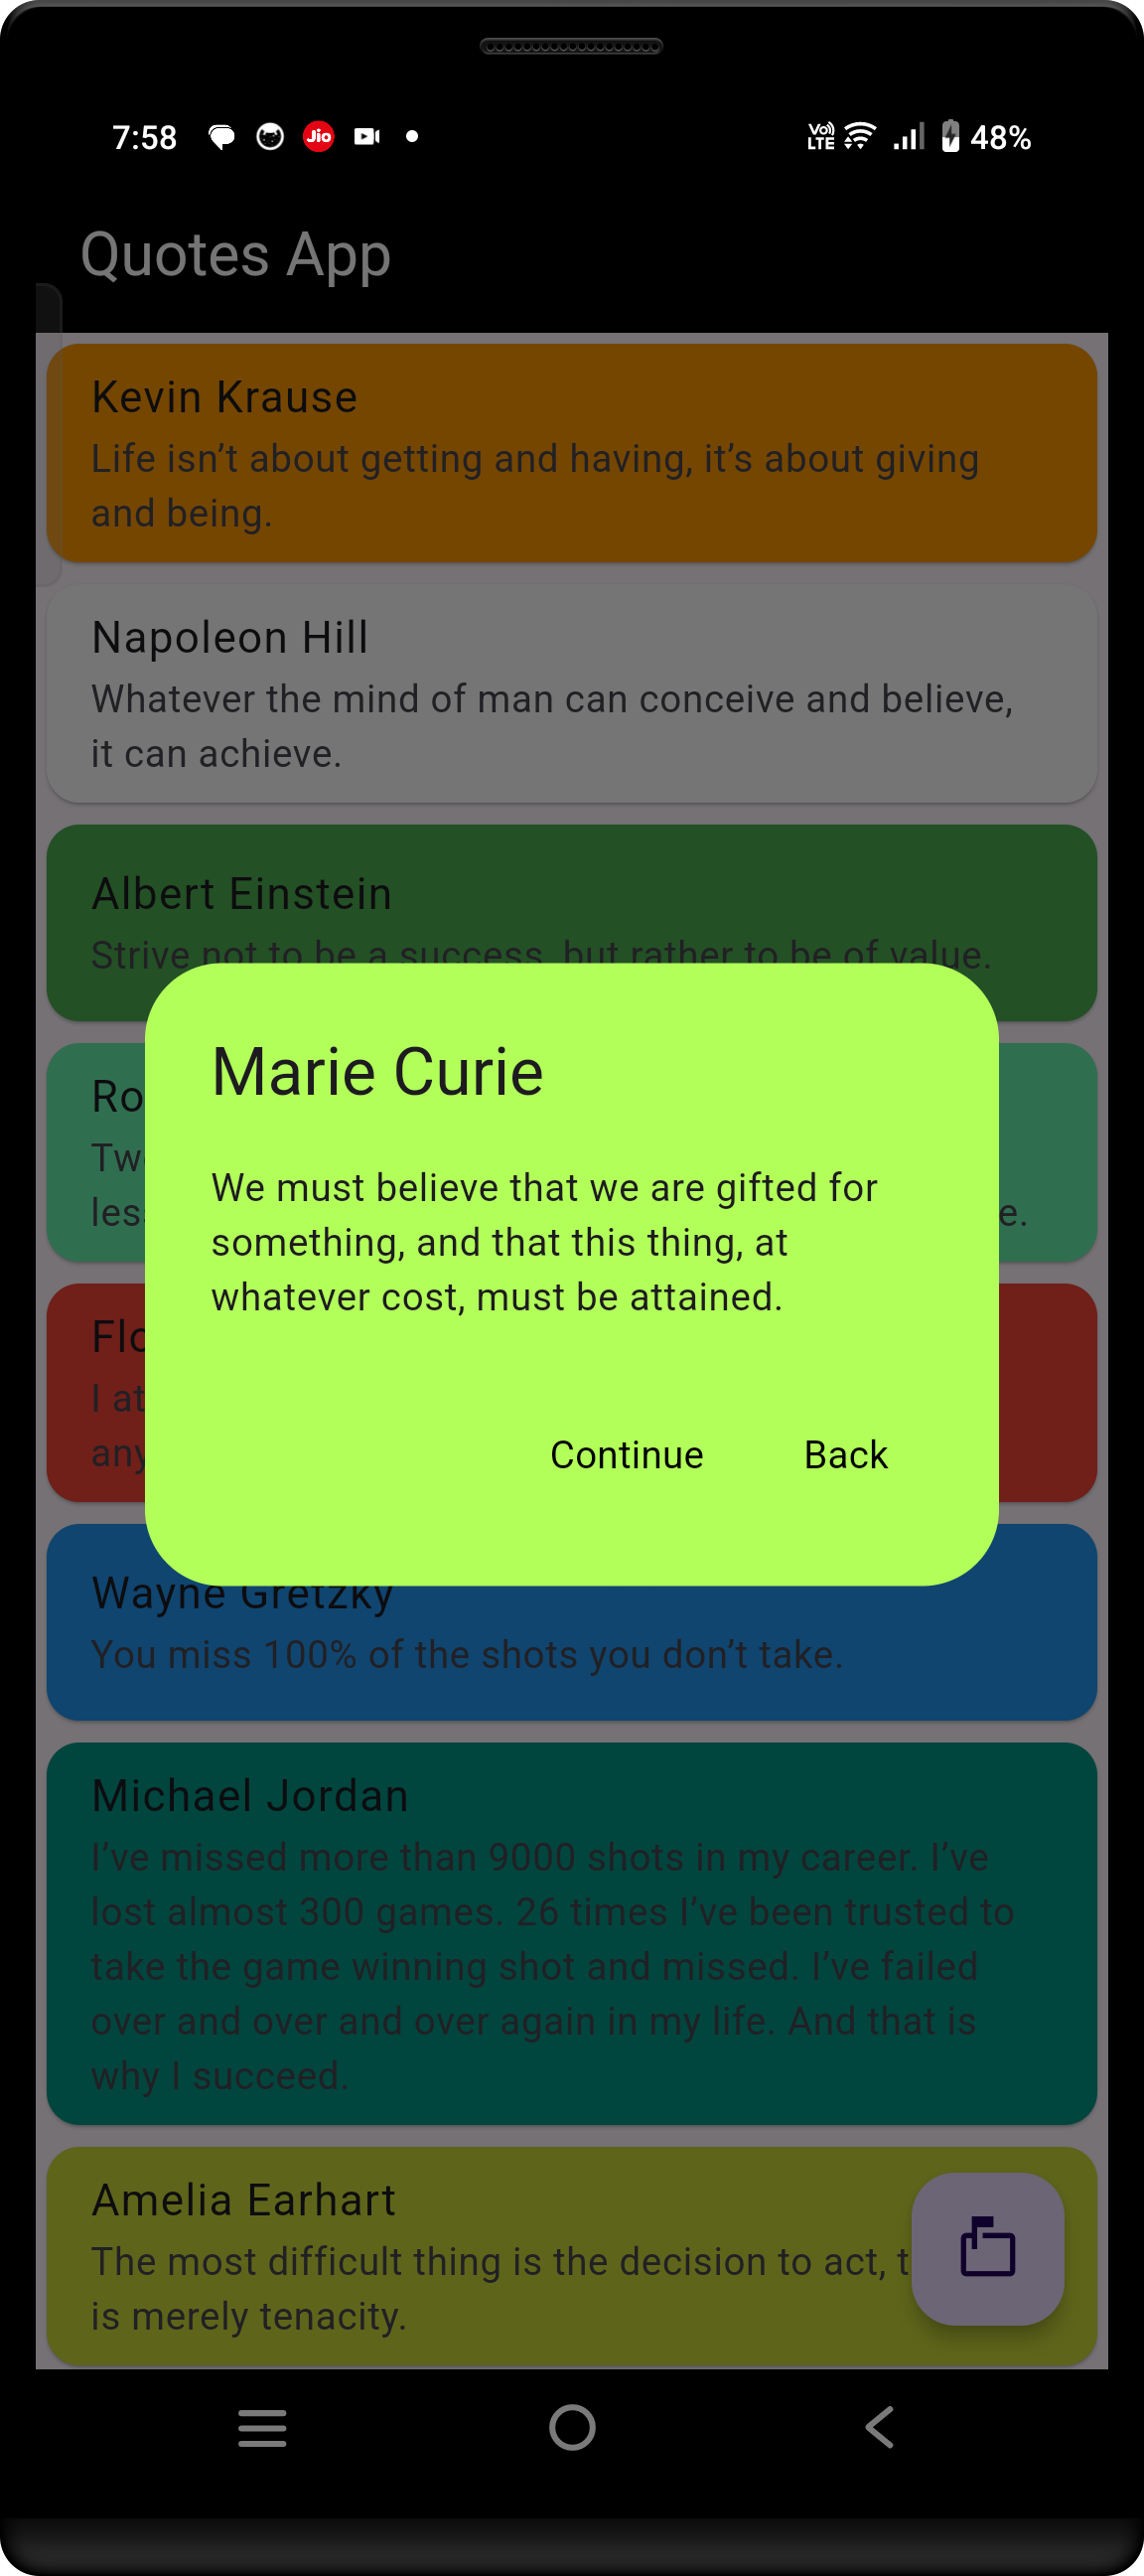 7:58
Jio
Vo)
LTE
48%
Quotes App
Kevin Krause
Life isn’t about getting and having, it’s about giving
and being.
Napoleon Hill
Whatever the mind of man can conceive and believe,
it can achieve.
Albert Einstein
Strive not to be a success, but rather to be of value.
Marie Curie
We must believe that we are gifted for
something, and that this thing, at
whatever cost, must be attained.
Continue Back
Wayne Gretzky
You miss 100% of the shots you don’t take.
Michael Jordan
I’ve missed more than 9000 shots in my career. I’ve
lost almost 300 games. 26 times I’ve been trusted to
take the game winning shot and missed. I’ve failed
over and over and over again in my life. And that is
why I succeed.
Amelia Earhart
The most difficult thing is the decision to act,
is merely tenacity.